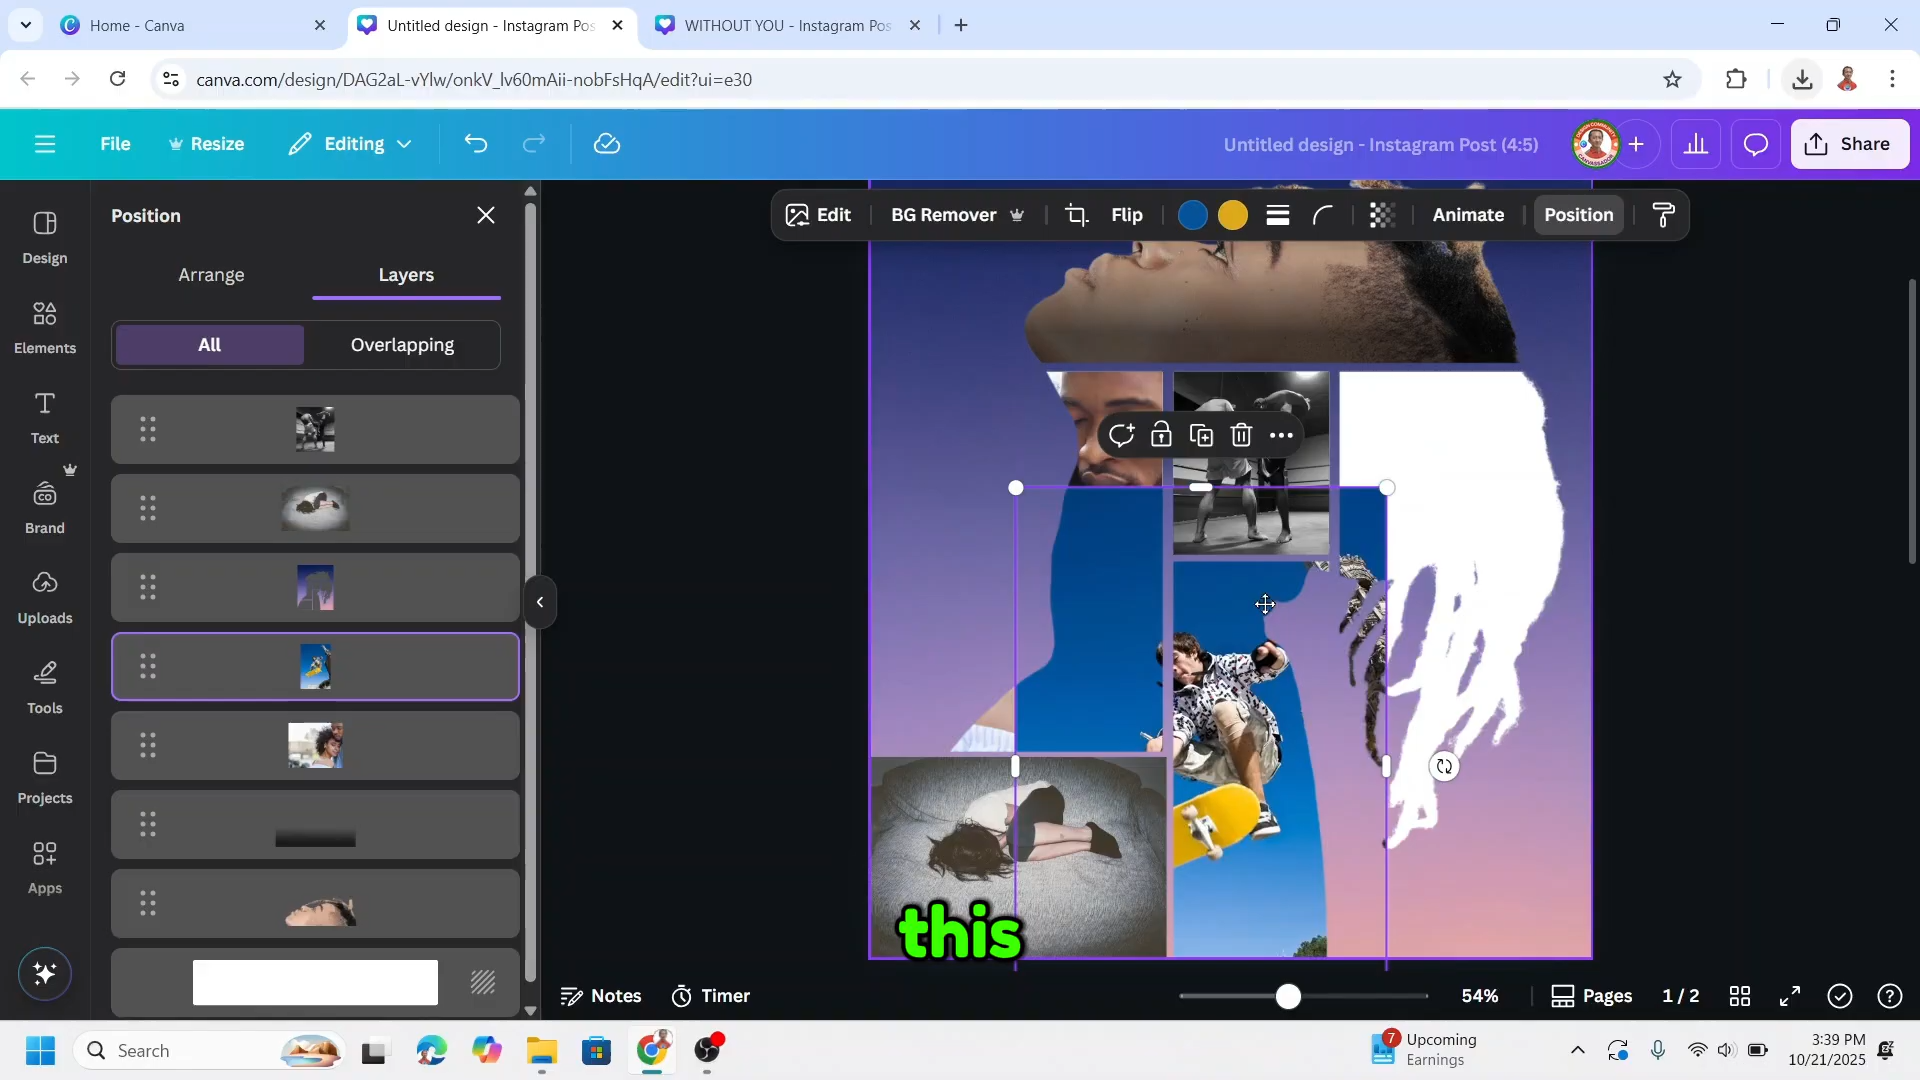 Home - Canva
Untitled design - Instagram Pos
WITHOUT YOU - Instagram Pos
canva.com/design/DAG2aL-vYlw/onkV_lv60mAii-nobFsHqA/edit?ui=e30
File
Resize
Editing
Untitled design - Instagram Post (4:5)
Share
Design
Elements
Text
Brand
Uploads
Tools
Projects
Apps
Position
Arrange
Layers
All
Overlapping
Edit
BG Remover
Flip
Animate
Position
this
Notes
Timer
54%
Pages
1 / 2
Search
7
Upcoming
Earnings
3:39 PM
10/21/2025